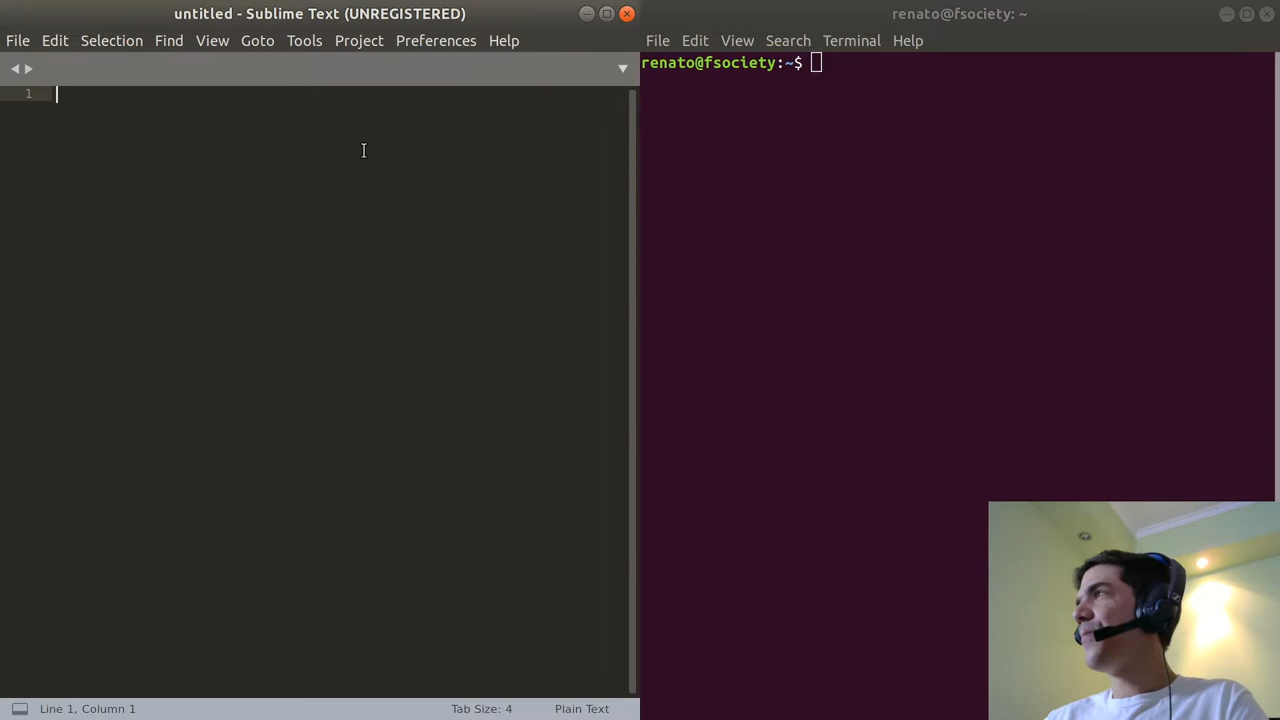 untitled - Sublime Text (UNREGISTERED)
File Edit Selection Find View Goto Tools Project Preferences Help
1
Line 1, Column 1
Tab Size: 4
Plain Text
renato@fsociety: ~
File Edit View Search Terminal Help
renato@fsociety:~$